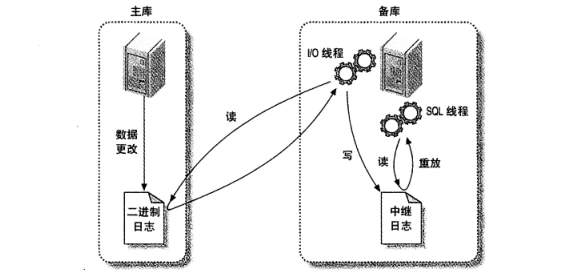 主库
备库
I/O 线程
SQL 线程
读
数据
更改
写
读
重放
二进制
日志
中继
日志